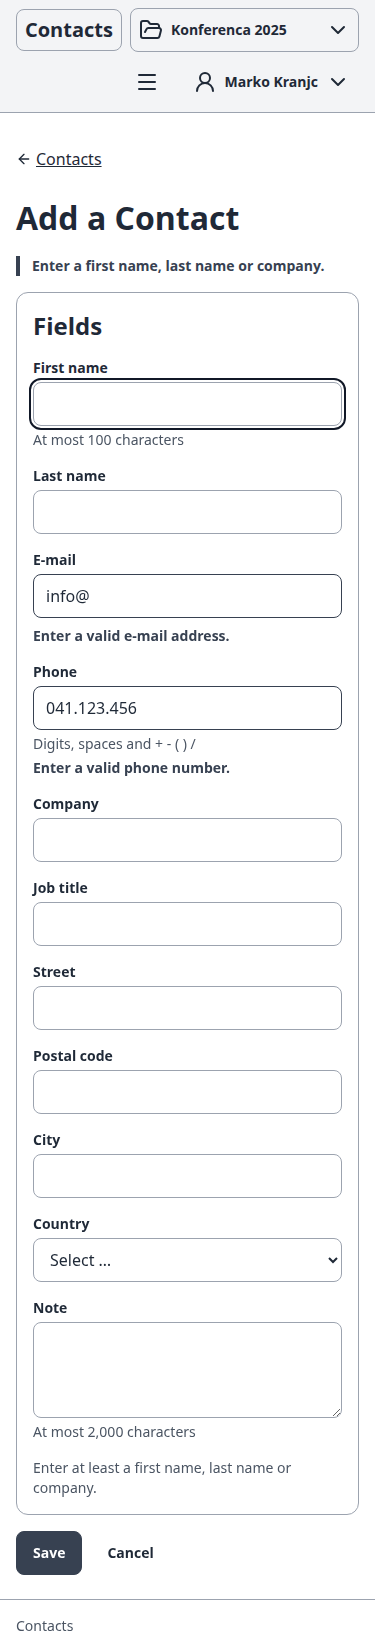 Contacts
Konferenca 2025
Marko Kranjc
Contacts
Add a Contact
Enter a first name, last name or company.
Fields
First name
At most 100 characters
Last name
E-mail
info@
Enter a valid e-mail address.
Phone
041.123.456
Digits, spaces and + - ( ) /
Enter a valid phone number.
Company
Job title
Street
Postal code
City
Country
Select ...
Note
At most 2,000 characters
Enter at least a first name, last name or
company.
Save
Cancel
Contacts